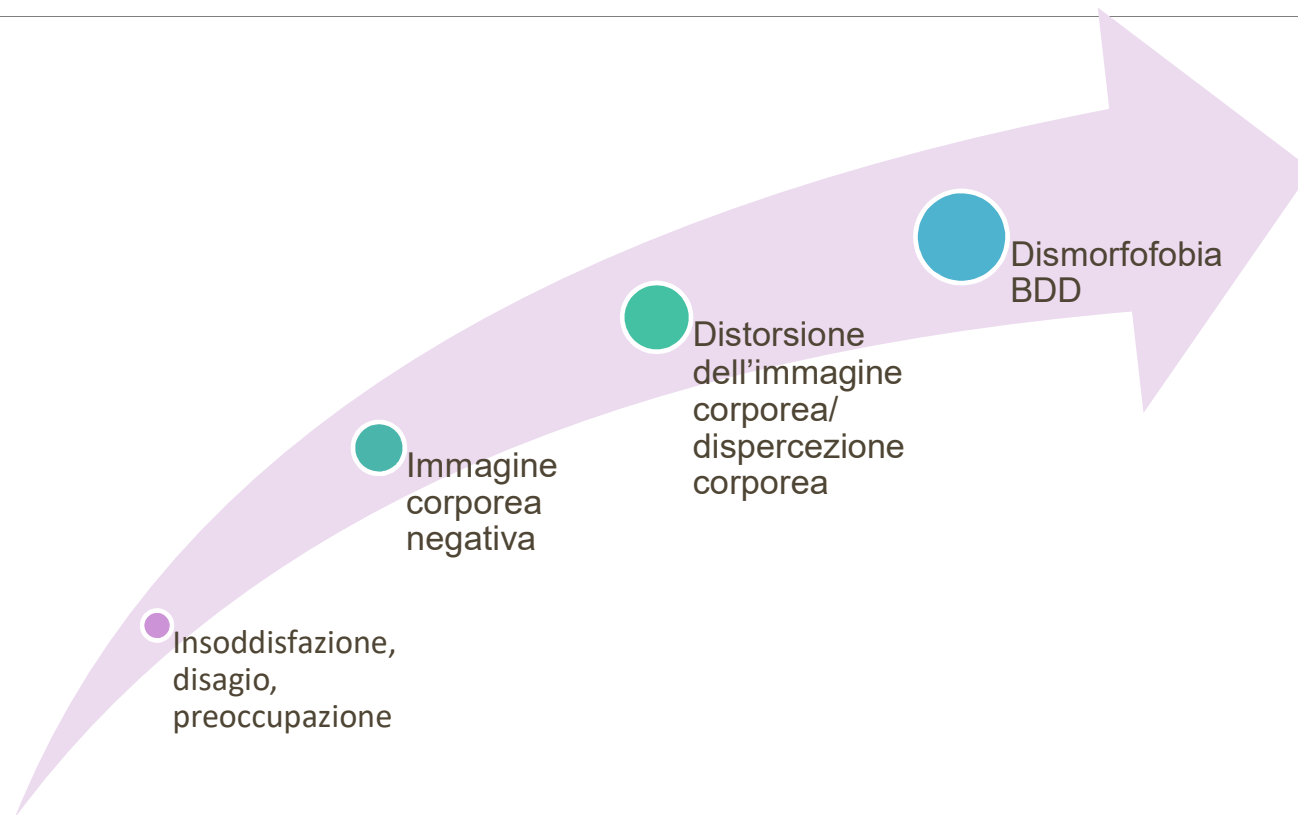 Insoddisfazione,
disagio,
preoccupazione
Immagine
corporea
negativa
Distorsione
dell’immagine
corporea/
dispercezione
corporea
Dismorfofobia
BDD